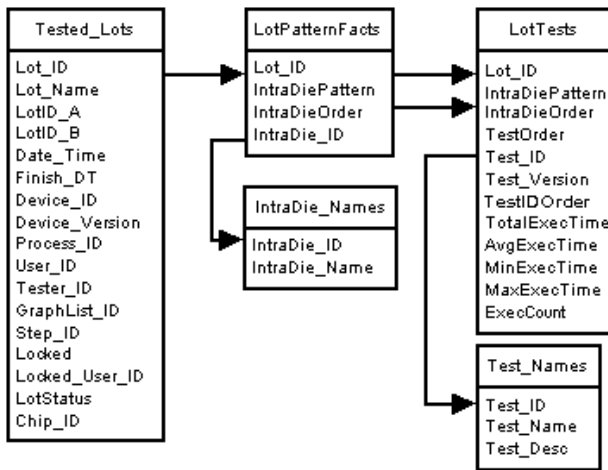 Tested_Lots
Lot_ID
Lot_Name
LotID_A
LotID_B
Date_Time
Finish_DT
Device_ID
Device_Version
Process_ID
User_ID
Tester_ID
GraphList_ID
Step_ID
Locked
Locked_User_ID
LotStatus
Chip_ID
LotPatternFacts
Lot_ID
IntraDiePattern
IntraDieOrder
IntraDie_ID
IntraDie_Names
IntraDie_ID
IntraDie_Name
LotTests
Lot_ID
IntraDiePattern
IntraDieOrder
TestOrder
Test_ID
Test_Version
TestIDOrder
TotalExecTime
AvgExecTime
MinExecTime
MaxExecTime
ExecCount
Test_Names
Test_ID
Test_Name
Test_Desc